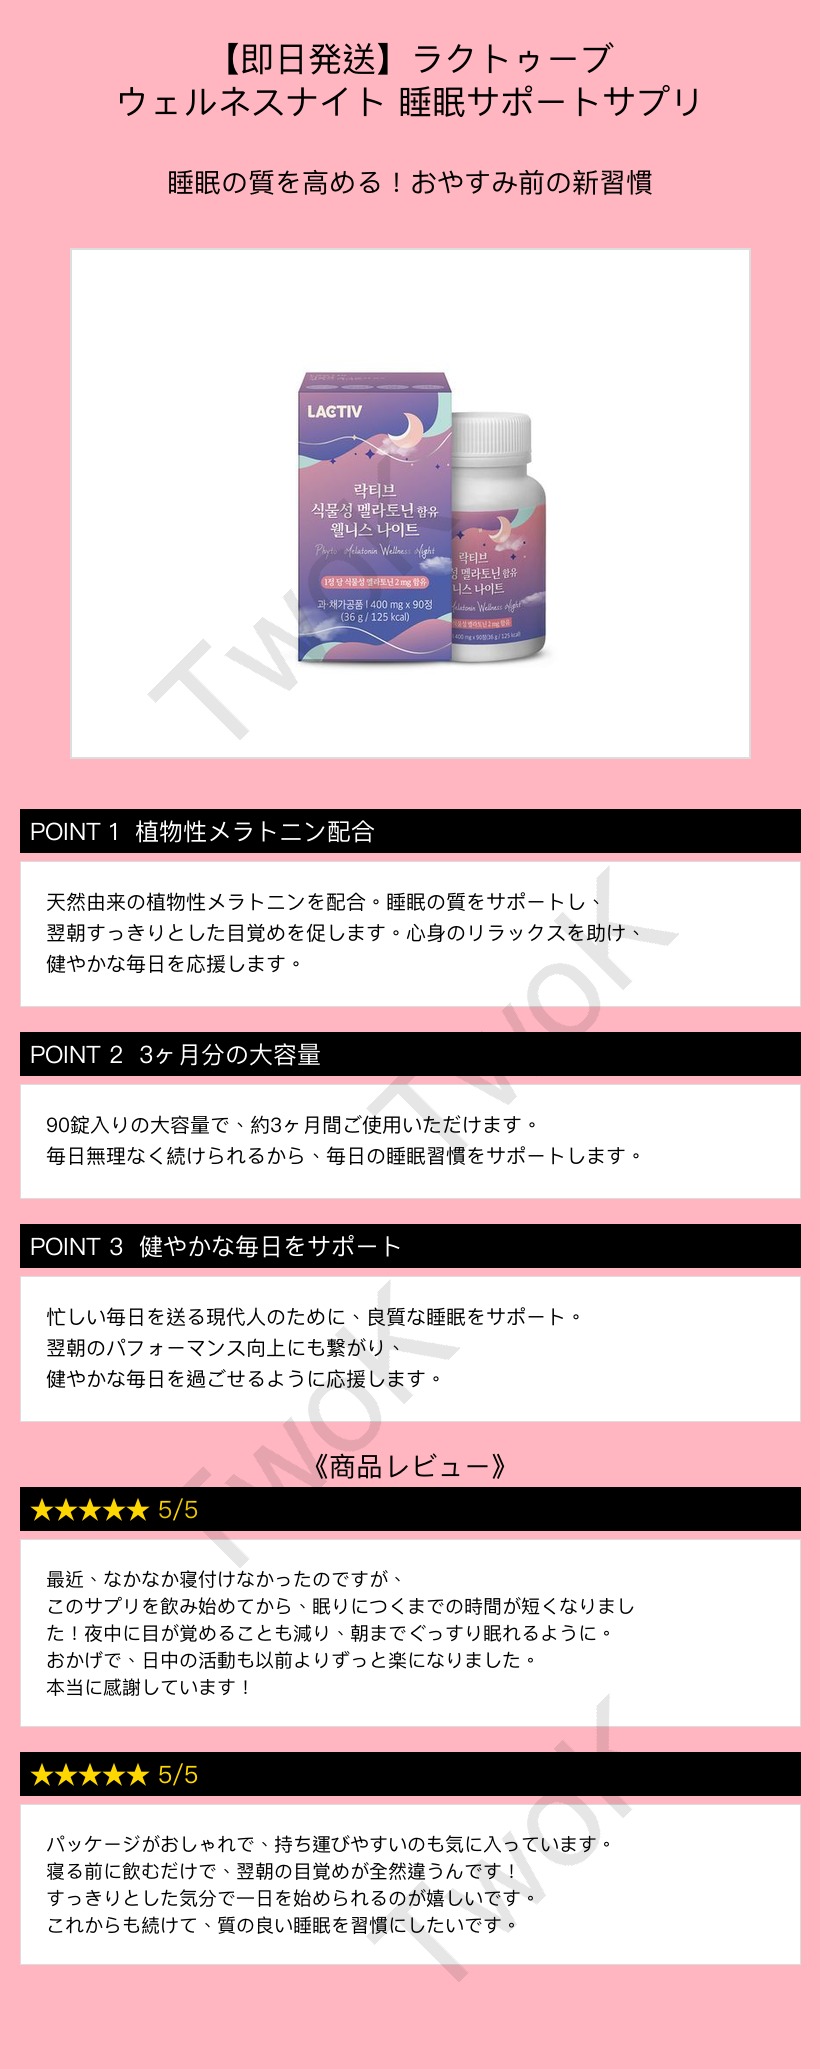 【即日発送】ラクトゥーブ
ウェルネスナイト 睡眠サポートサプリ
睡眠の質を高める！おやすみ前の新習慣
LACTIV
락티브
식물성 멜라토닌 함유
웰니스 나이트
Phyto Melatonin Wellness Night
1정 당 식물성 멜라토닌 2 mg 함유
과·채가공품 | 400 mg x 90정
(36 g / 125 kcal)
락티브
성 멜라토닌 함유
니스 나이트
Melatonin Wellness Night
식물성 멜라토닌 2 mg 함유
400 mg x 90정(36 g / 125 kcal)
TwoK
POINT 1 植物性メラトニン配合
天然由来の植物性メラトニンを配合。睡眠の質をサポートし、
翌朝すっきりとした目覚めを促します。心身のリラックスを助け、
健やかな毎日を応援します。
TwoK
POINT 2 3ヶ月分の大容量
90錠入りの大容量で、約3ヶ月間ご使用いただけます。
毎日無理なく続けられるから、毎日の睡眠習慣をサポートします。
POINT 3 健やかな毎日をサポート
忙しい毎日を送る現代人のために、良質な睡眠をサポート。
翌朝のパフォーマンス向上にも繋がり、
健やかな毎日を過ごせるように応援します。
TwoK
《商品レビュー》
★★★★★ 5/5
最近、なかなか寝付けなかったのですが、
このサプリを飲み始めてから、眠りにつくまでの時間が短くなりまし
た！夜中に目が覚めることも減り、朝までぐっすり眠れるように。
おかげで、日中の活動も以前よりずっと楽になりました。
本当に感謝しています！
★★★★★ 5/5
パッケージがおしゃれで、持ち運びやすいのも気に入っています。
寝る前に飲むだけで、翌朝の目覚めが全然違うんです！
すっきりとした気分で一日を始められるのが嬉しいです。
これからも続けて、質の良い睡眠を習慣にしたいです。
TwoK